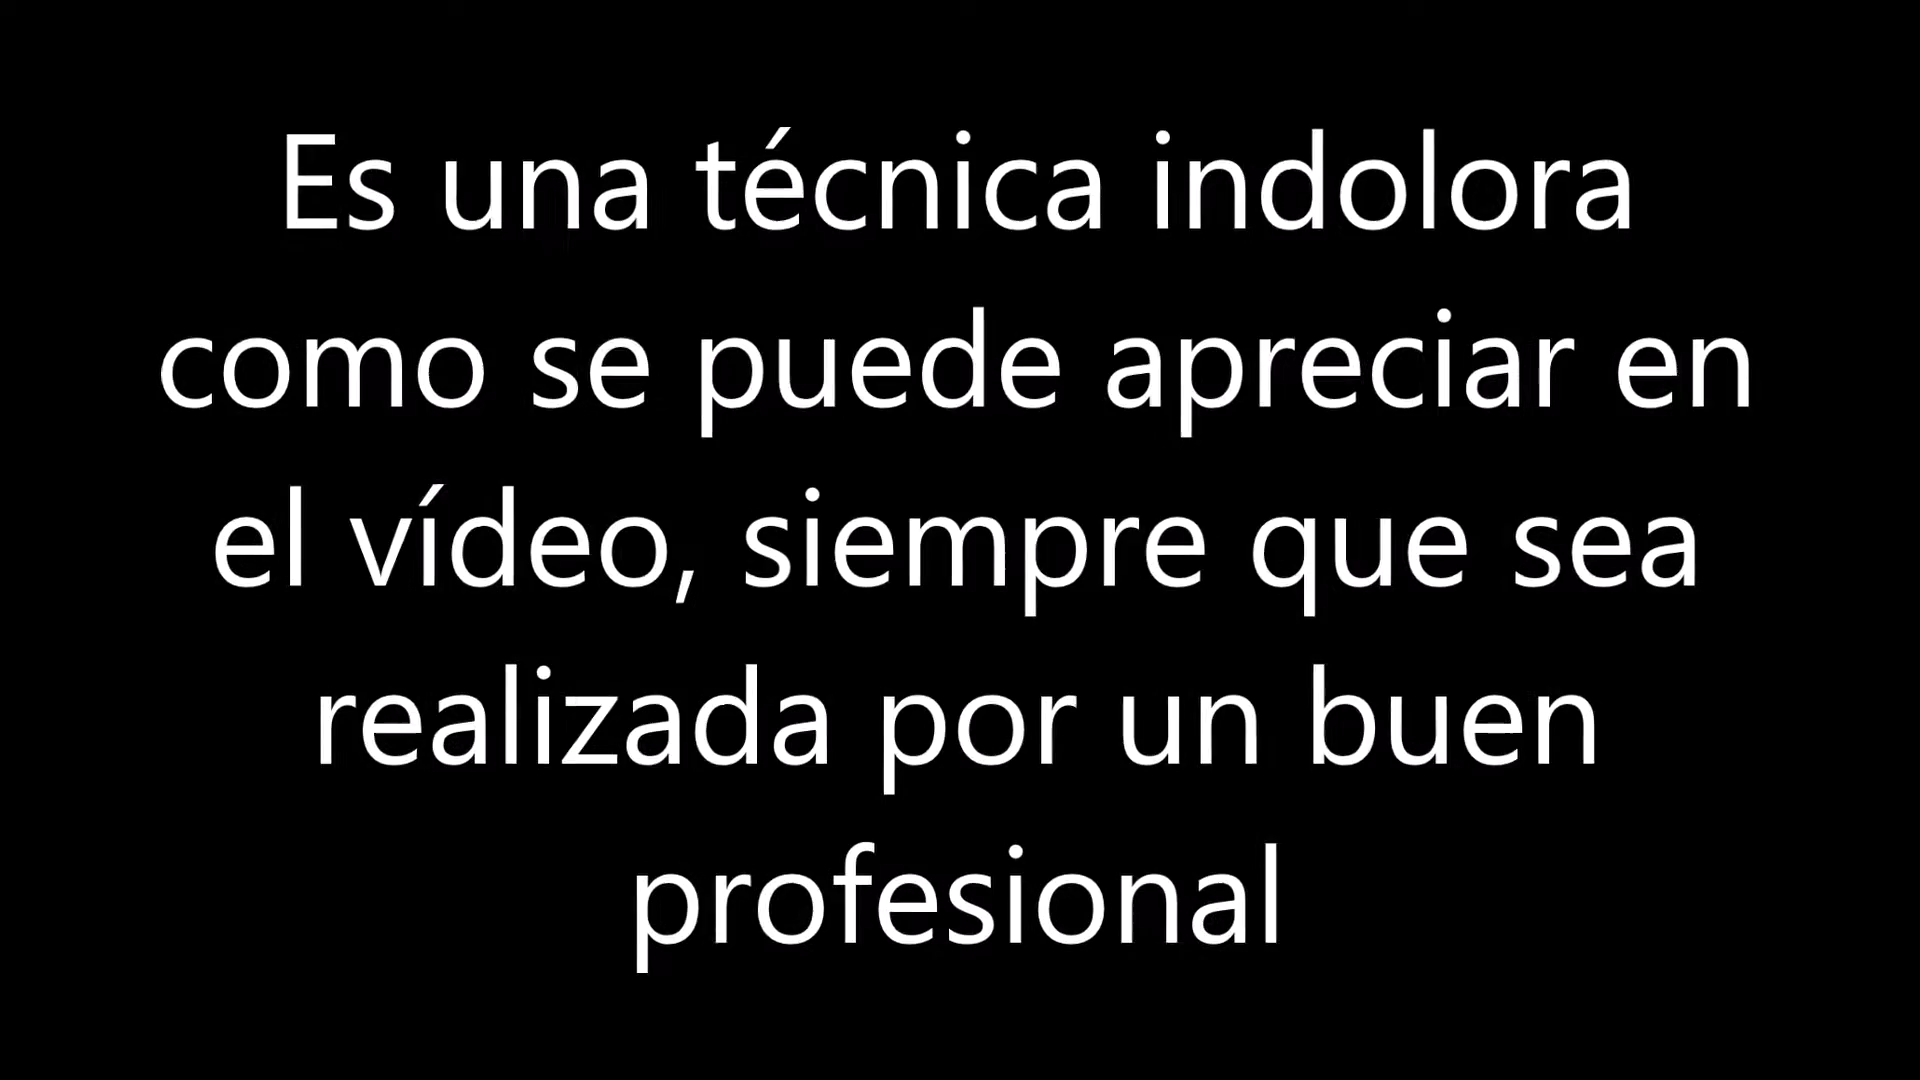 Es una técnica indolora
como se puede apreciar en
el vídeo, siempre que sea
realizada por un buen
profesional